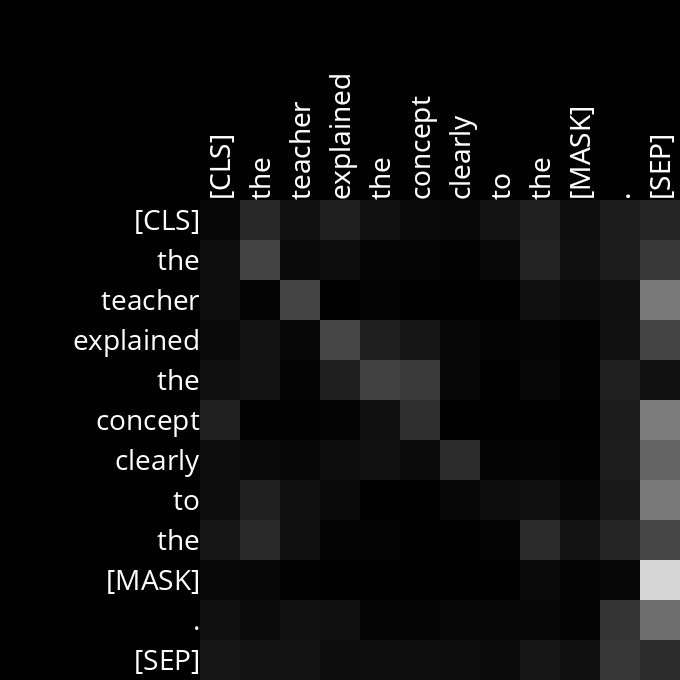 [CLS]
the
teacher
explained
the
concept
clearly
to
the
[MASK]
.
[SEP]
[CLS]
the
teacher
explained
the
concept
clearly
to
the
[MASK]
.
[SEP]